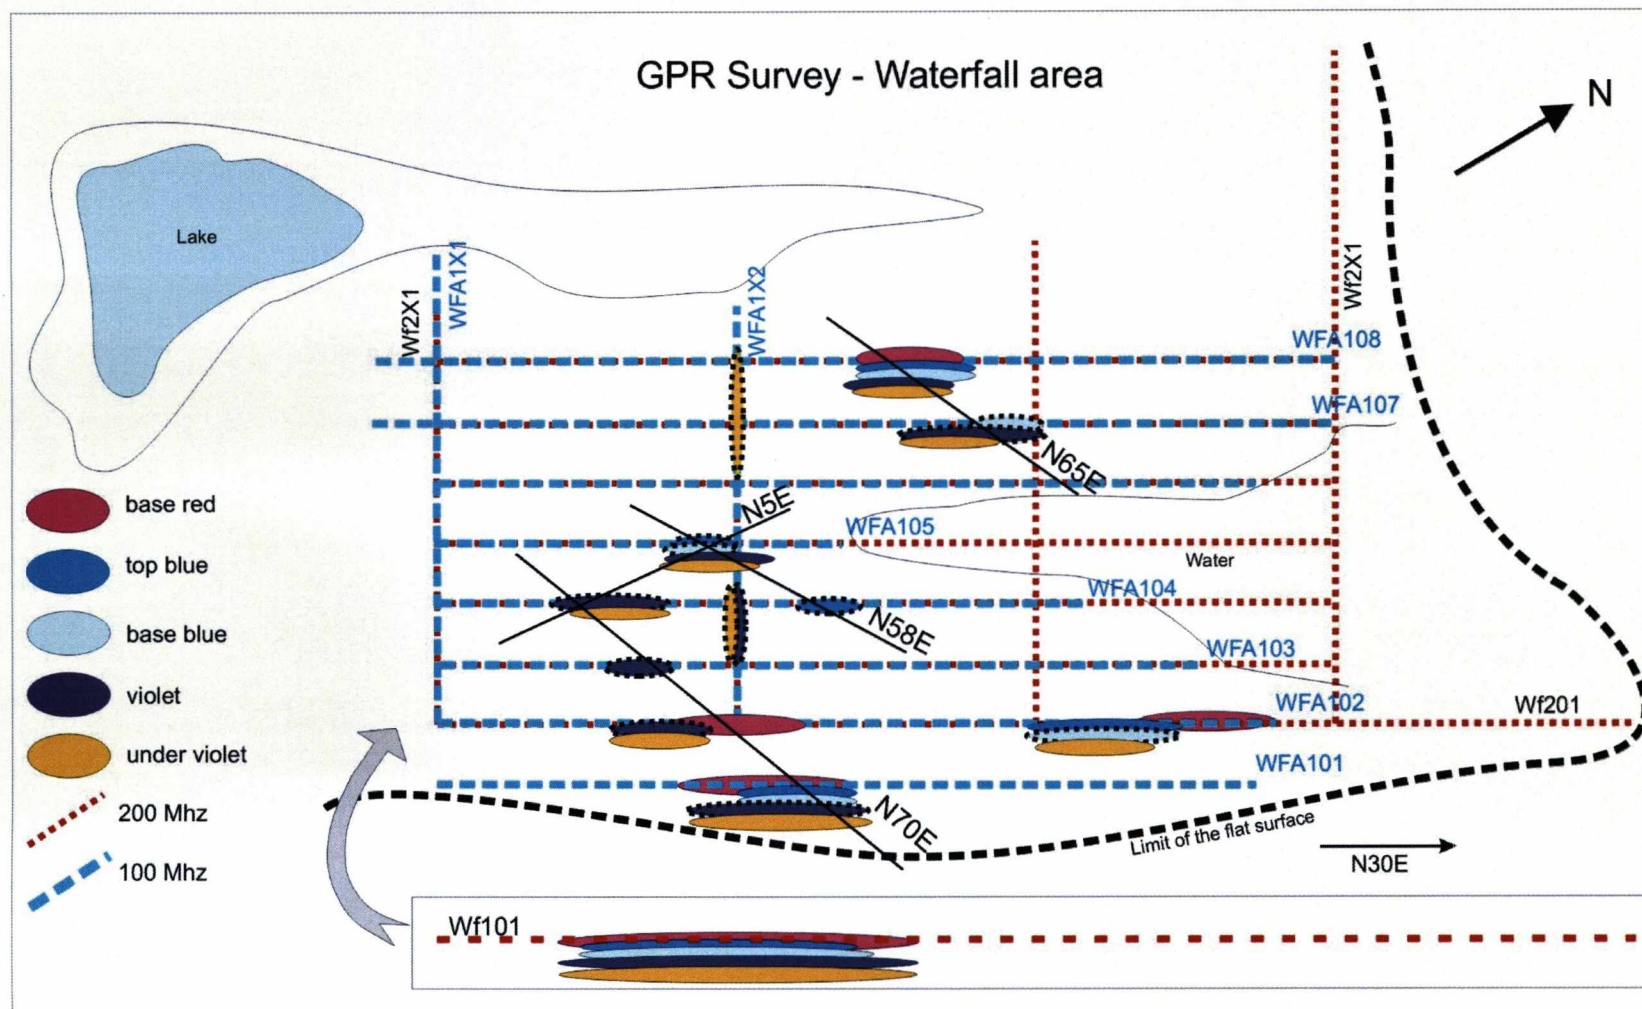 GPR Survey - Waterfall area
N
Lake
Wf2X1
WFA1X1
WFA1X2
Wf2X1
WFA108
WFA107
N65E
N5E
WFA105
Water
WFA104
N58E
WFA103
WFA102
Wf201
WFA101
N70E
Limit of the flat surface
N30E
base red
top blue
base blue
violet
under violet
200 Mhz
100 Mhz
Wf101